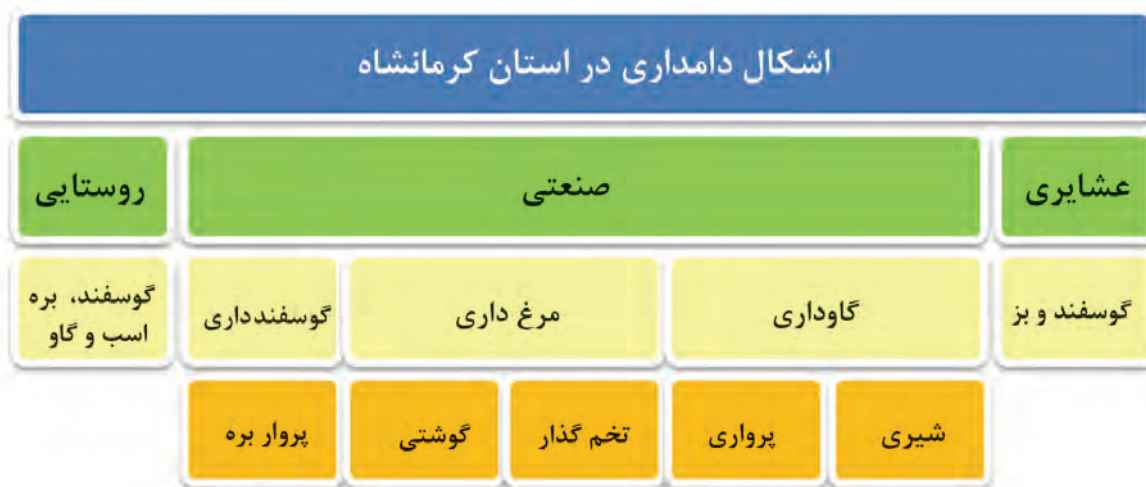 اشکال دامداری در استان کرمانشاه
عشایری
صنعتی
روستایی
گوسفند و بز
گاوداری
مرغ داری
گوسفندداری
گوسفند، بره
اسب و گاو
شیری
پرواری
تخم گذار
گوشتی
پروار بره